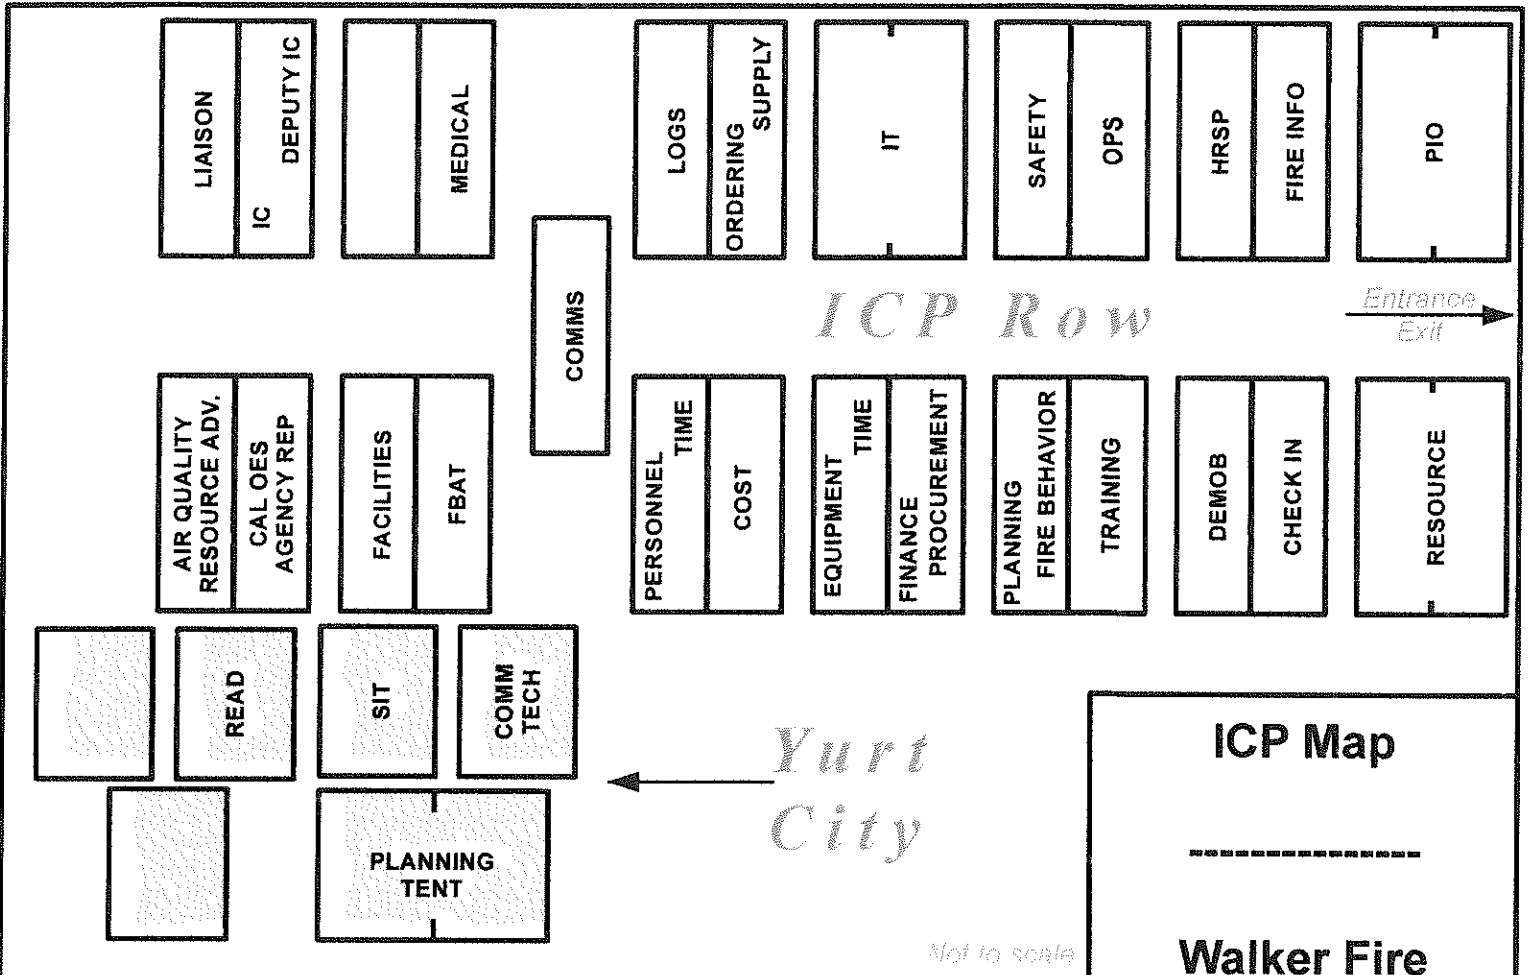 LIAISON
IC DEPUTY IC
MEDICAL
LOGS
ORDERING
SUPPLY
IT
SAFETY
OPS
HRSP
FIRE INFO
PIO
COMMS
ICP Row
Entrance
Exit
AIR QUALITY
RESOURCE ADV.
CAL OES
AGENCY REP
FACILITIES
FBAT
PERSONNEL
TIME
COST
EQUIPMENT
TIME
FINANCE
PROCUREMENT
PLANNING
FIRE BEHAVIOR
TRAINING
DEMOB
CHECK IN
RESOURCE
READ
SIT
COMM
TECH
Yurt
City
PLANNING
TENT
Not to scale
ICP Map
Walker Fire